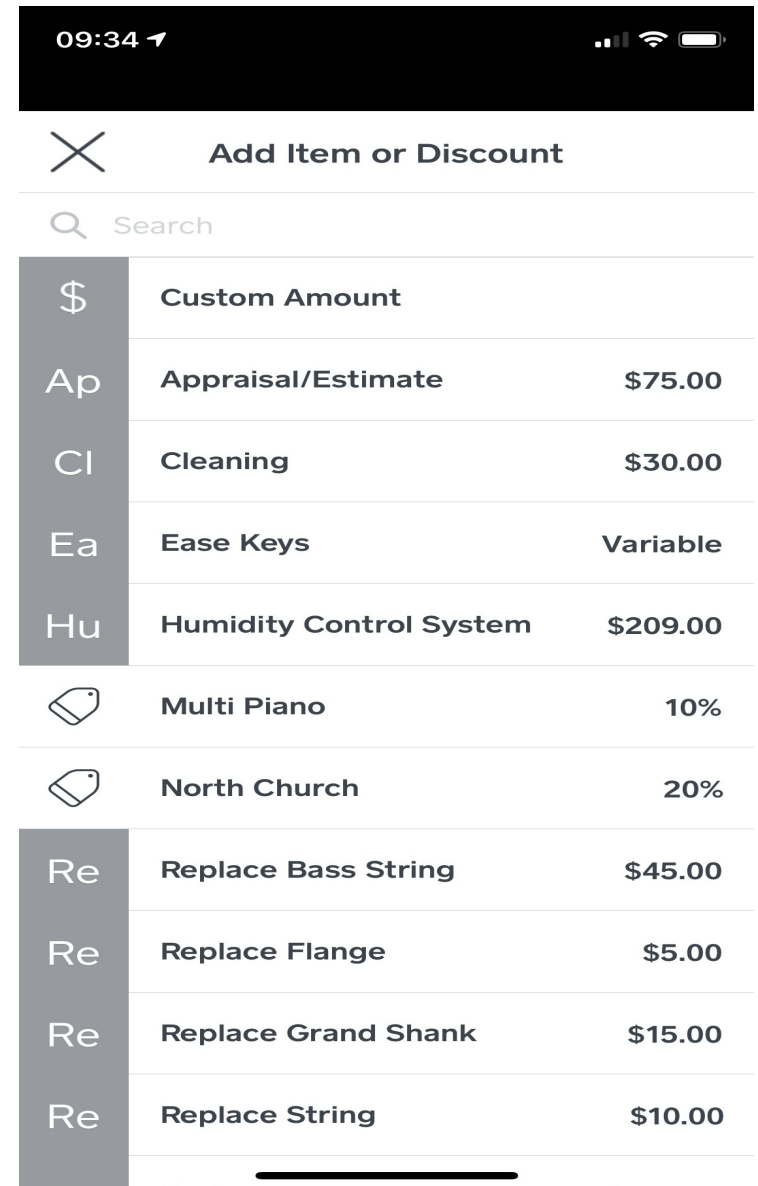 09:34
Add Item or Discount
Search
$ Custom Amount
Ap Appraisal/Estimate $75.00
Cl Cleaning $30.00
Ea Ease Keys Variable
Hu Humidity Control System $209.00
Multi Piano 10%
North Church 20%
Re Replace Bass String $45.00
Re Replace Flange $5.00
Re Replace Grand Shank $15.00
Re Replace String $10.00